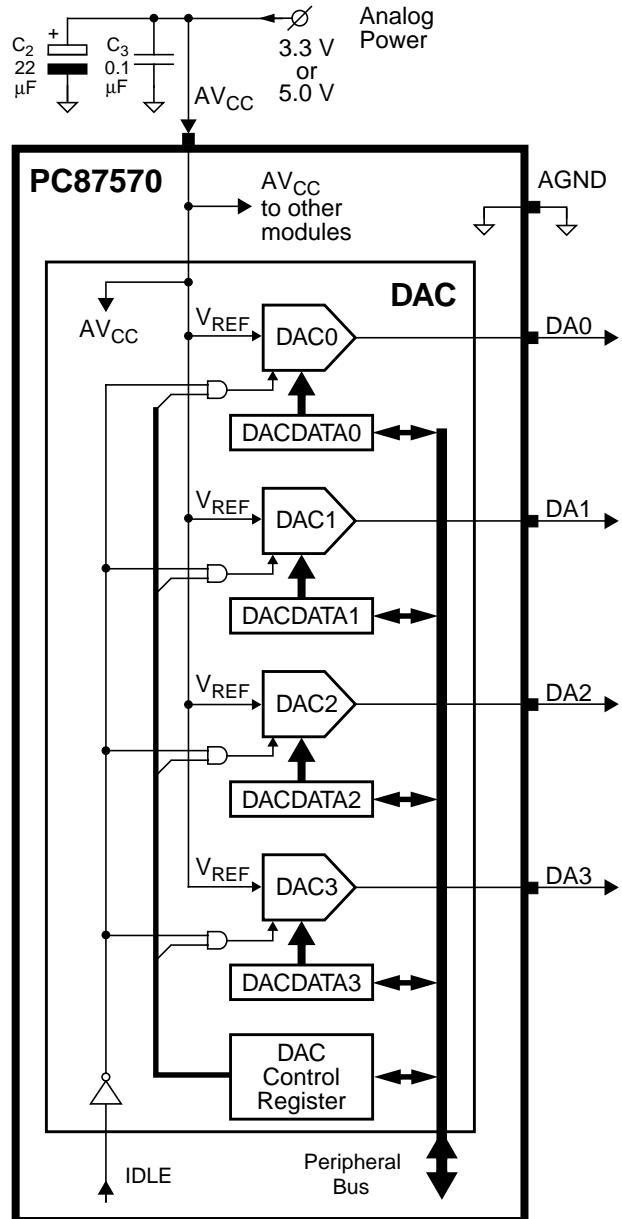 Analog
Power
+
C2
22
μF
C3
0.1
μF
3.3 V
or
5.0 V
AVCC
PC87570
AGND
AVCC
to other
modules
DAC
AVCC
VREF
DAC0
DA0
DACDATA0
VREF
DAC1
DA1
DACDATA1
VREF
DAC2
DA2
DACDATA2
VREF
DAC3
DA3
DACDATA3
DAC
Control
Register
IDLE
Peripheral
Bus